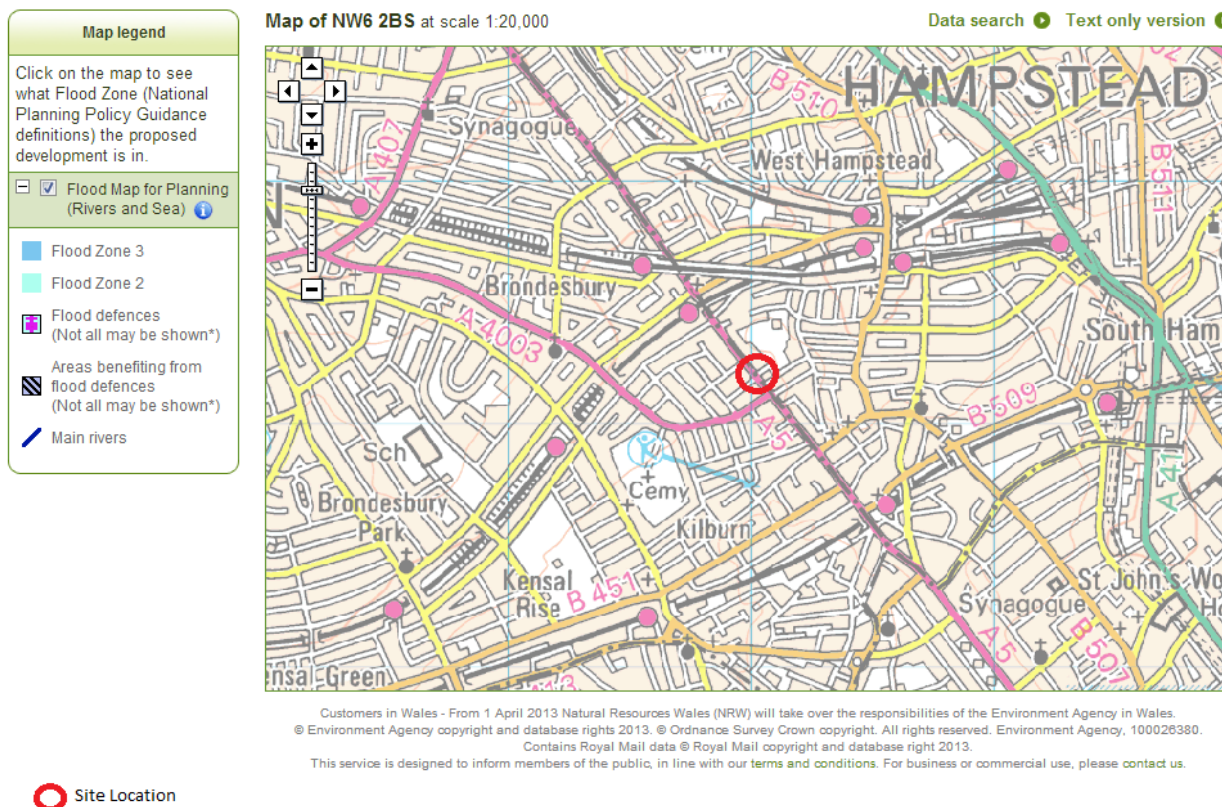 Map legend
Click on the map to see
what Flood Zone (National
Planning Policy Guidance
definitions) the proposed
development is in.
Flood Map for Planning
(Rivers and Sea) i
Flood Zone 3
Flood Zone 2
Flood defences
(Not all may be shown*)
Areas benefiting from
flood defences
(Not all may be shown*)
Main rivers
Map of NW6 2BS at scale 1:20,000
Data search Text only version
Cemy
HAMPSTEAD
B 510
A 407
Synagogue
West Hampstead
B 511
Brondesbury
A 4003
South Ham
A5
B 509
A 41
Sch
Cemy
Brondesbury
Park
Kilburn
Kensal
Rise
B 451
St John's Wo
Synagogue
A5
B 507
ensal Green
Customers in Wales - From 1 April 2013 Natural Resources Wales (NRW) will take over the responsibilities of the Environment Agency in Wales.
© Environment Agency copyright and database rights 2013. © Ordnance Survey Crown copyright. All rights reserved. Environment Agency, 100026380.
Contains Royal Mail data © Royal Mail copyright and database right 2013.
This service is designed to inform members of the public, in line with our terms and conditions. For business or commercial use, please contact us.
Site Location